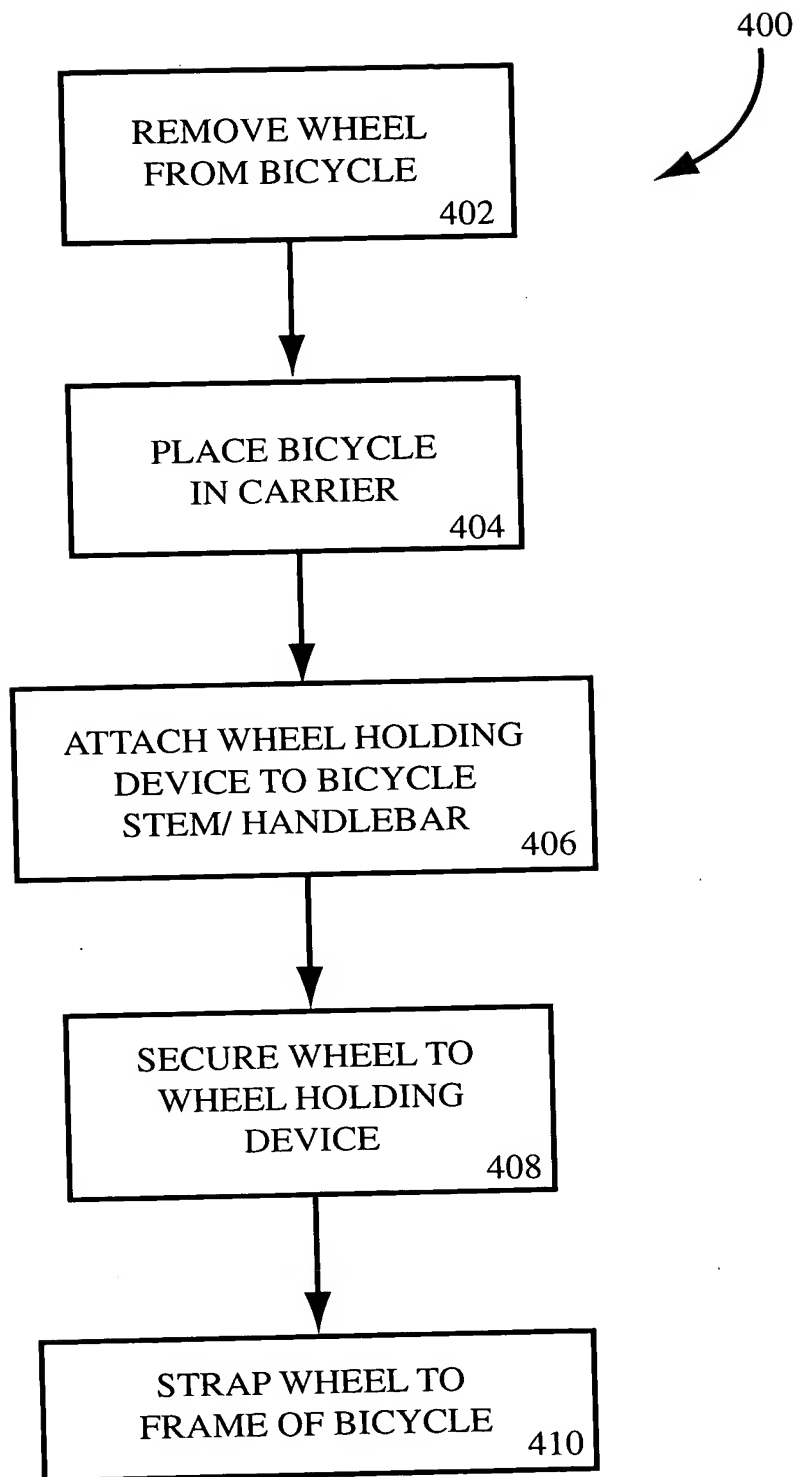 400
REMOVE WHEEL
FROM BICYCLE
402
PLACE BICYCLE
IN CARRIER
404
ATTACH WHEEL HOLDING
DEVICE TO BICYCLE
STEM/ HANDLEBAR
406
SECURE WHEEL TO
WHEEL HOLDING
DEVICE
408
STRAP WHEEL TO
FRAME OF BICYCLE
410